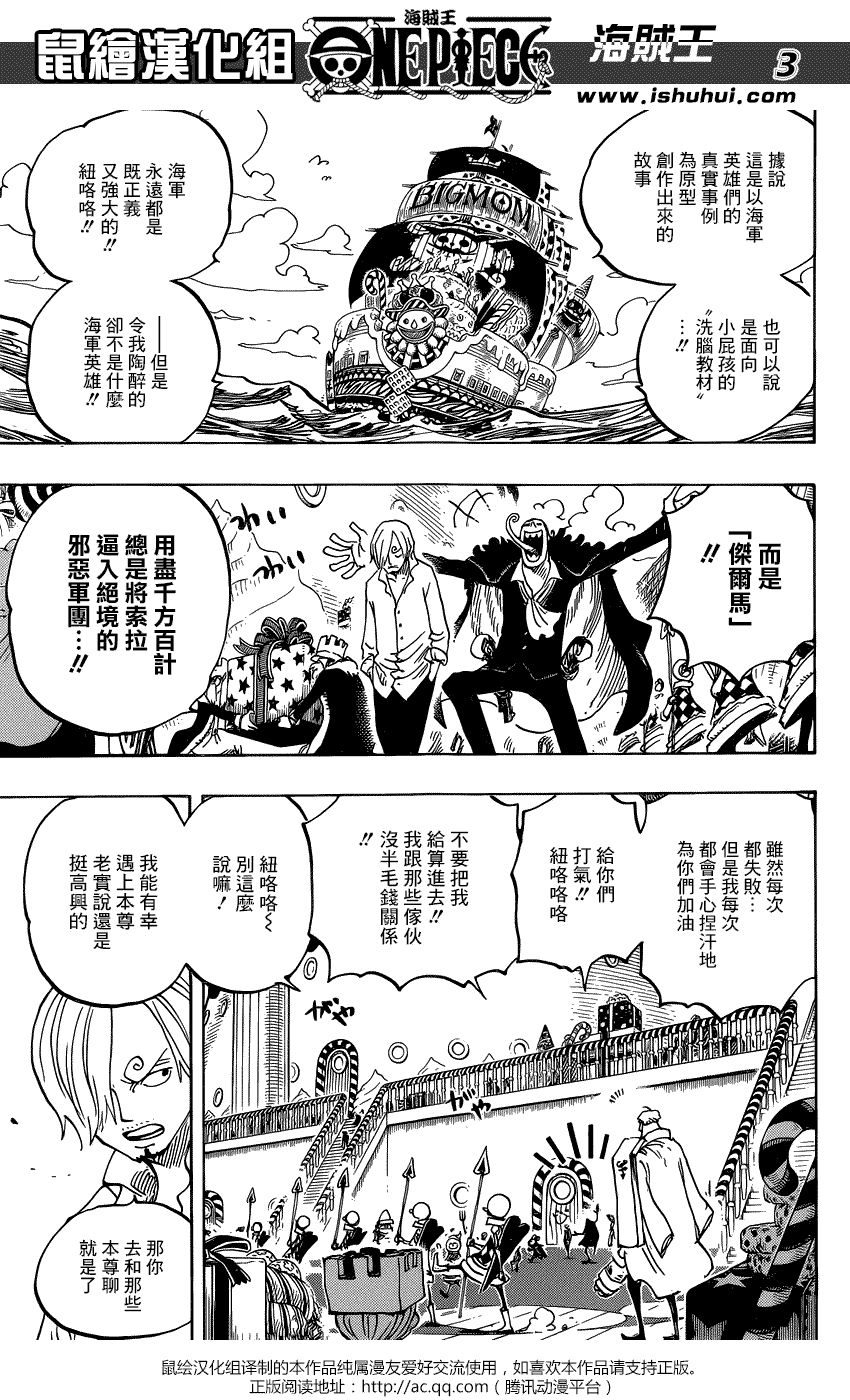 鼠繪漢化組
海賊王
ONE PIECE
海賊王
3
www.ishuhui.com
據說
這是以海軍
英雄們的
真實事例
為原型
創作出來的
故事
也可以說
是面向
小屁孩的
〝洗腦教材〞
…!!
BIGMOM
海軍
永遠都是
既正義
又強大的!!
紐咯咯!!
──但是
令我陶醉的
卻不是什麼
海軍英雄!!
而是
「傑爾馬」
!!
わい
わい
用盡千方百計
總是將索拉
逼入絕境的
邪惡軍團…!!
雖然每次
都失敗…
但是我每次
都會手心捏汗地
為你們加油
給你們
打氣!!
紐咯咯咯
不要把我
給算進去!!
我跟那些傢伙
沒半毛錢關係
!!
紐咯咯～
別這麼
說嘛!
我能有幸
遇上本尊
老實說還是
挺高興的
がや
がや
那你
去和那些
本尊聊
就是了
鼠绘汉化组译制的本作品纯属漫友爱好交流使用，如喜欢本作品请支持正版。
正版阅读地址：http://ac.qq.com（腾讯动漫平台）